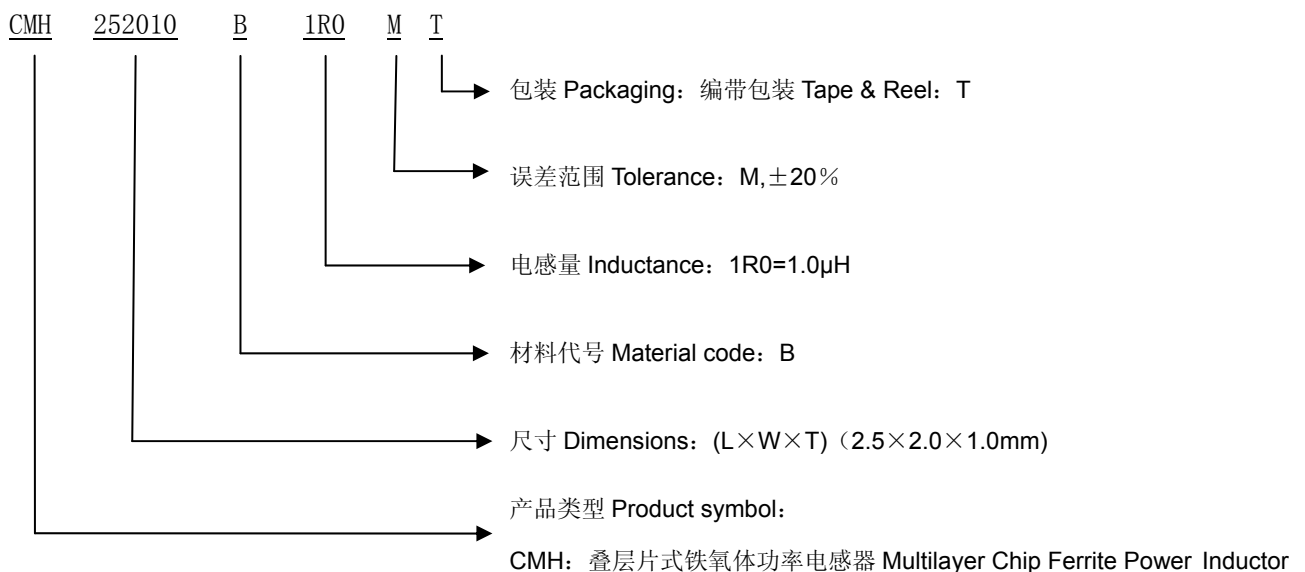 CMH 252010 B 1R0 M T
包装 Packaging：编带包装 Tape & Reel：T
误差范围 Tolerance：M,±20％
电感量 Inductance：1R0=1.0μH
材料代号 Material code：B
尺寸 Dimensions：(L×W×T)（2.5×2.0×1.0mm)
产品类型 Product symbol：
CMH：叠层片式铁氧体功率电感器 Multilayer Chip Ferrite Power Inductor